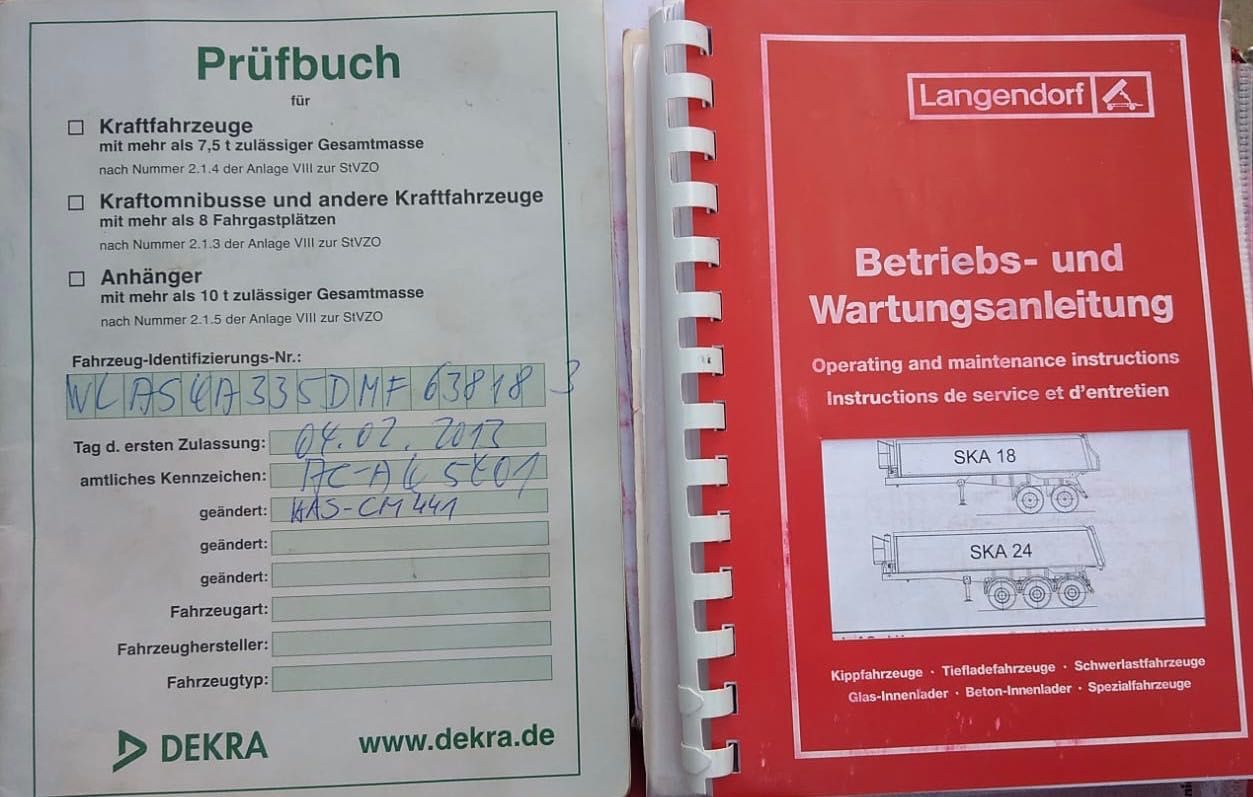 Prüfbuch
für
Kraftfahrzeuge
mit mehr als 7,5 t zulässiger Gesamtmasse
nach Nummer 2.1.4 der Anlage VIII zur StVZO
Kraftomnibusse und andere Kraftfahrzeuge
mit mehr als 8 Fahrgastplätzen
nach Nummer 2.1.3 der Anlage VIII zur StVZO
Anhänger
mit mehr als 10 t zulässiger Gesamtmasse
nach Nummer 2.1.5 der Anlage VIII zur StVZO
Fahrzeug-Identifizierungs-Nr.:
Tag d. ersten Zulassung: 04.02.2013
amtliches Kennzeichen:
geändert: HAS-CM 441
geändert:
geändert:
Fahrzeugart:
Fahrzeughersteller:
Fahrzeugtyp:
DEKRA
www.dekra.de
Langendorf
Betriebs- und
Wartungsanleitung
Operating and maintenance instructions
Instructions de service et d'entretien
SKA 18
SKA 24
Kippfahrzeuge · Tiefladefahrzeuge · Schwerlastfahrzeuge
Glas-Innenlader · Beton-Innenlader · Spezialfahrzeuge